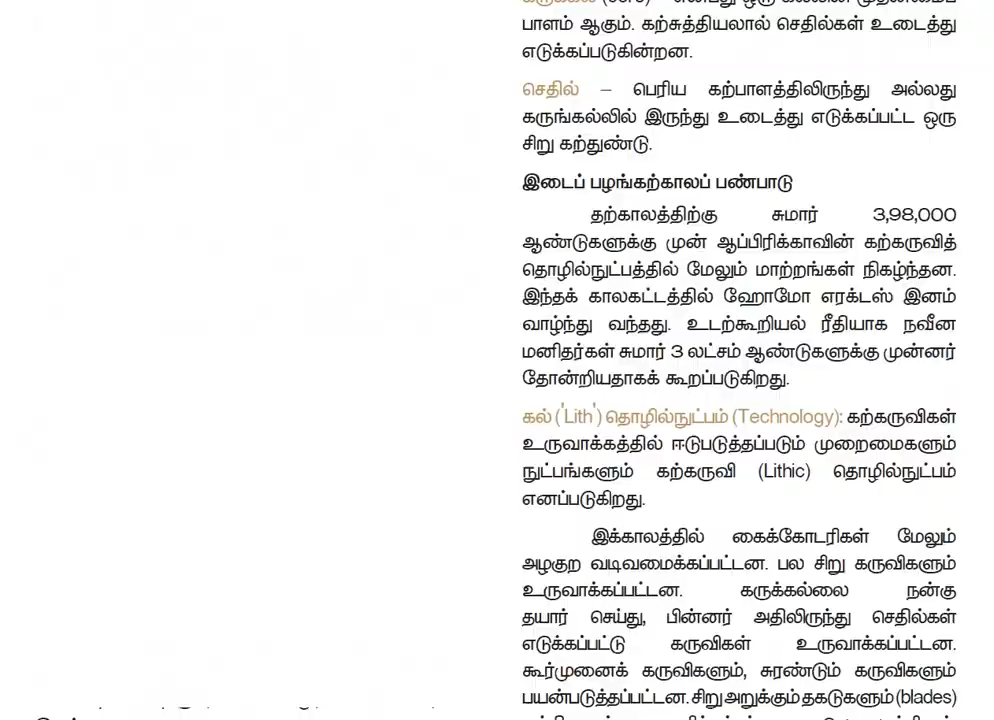 பாளம் ஆகும். கற்சுத்தியலால் செதில்கள் உடைத்து
எடுக்கப்படுகின்றன.
செதில் – பெரிய கற்பாளத்திலிருந்து அல்லது
கருங்கல்லில் இருந்து உடைத்து எடுக்கப்பட்ட ஒரு
சிறு கற்துண்டு.
இடைப் பழங்கற்காலப் பண்பாடு
தற்காலத்திற்கு சுமார் 3,98,000
ஆண்டுகளுக்கு முன் ஆப்பிரிக்காவின் கற்கருவித்
தொழில்நுட்பத்தில் மேலும் மாற்றங்கள் நிகழ்ந்தன.
இந்தக் காலகட்டத்தில் ஹோமோ எரக்டஸ் இனம்
வாழ்ந்து வந்தது. உடற்கூறியல் ரீதியாக நவீன
மனிதர்கள் சுமார் 3 லட்சம் ஆண்டுகளுக்கு முன்னர்
தோன்றியதாகக் கூறப்படுகிறது.
கல் ('Lith') தொழில்நுட்பம் (Technology): கற்கருவிகள்
உருவாக்கத்தில் ஈடுபடுத்தப்படும் முறைமைகளும்
நுட்பங்களும் கற்கருவி (Lithic) தொழில்நுட்பம்
எனப்படுகிறது.
இக்காலத்தில் கைக்கோடரிகள் மேலும்
அழகுற வடிவமைக்கப்பட்டன. பல சிறு கருவிகளும்
உருவாக்கப்பட்டன. கருக்கல்லை நன்கு
தயார் செய்து, பின்னர் அதிலிருந்து செதில்கள்
எடுக்கப்பட்டு கருவிகள் உருவாக்கப்பட்டன.
கூர்முனைக் கருவிகளும், சுரண்டும் கருவிகளும்
பயன்படுத்தப்பட்டன. சிறு அறுக்கும் தகடுகளும் (blades)